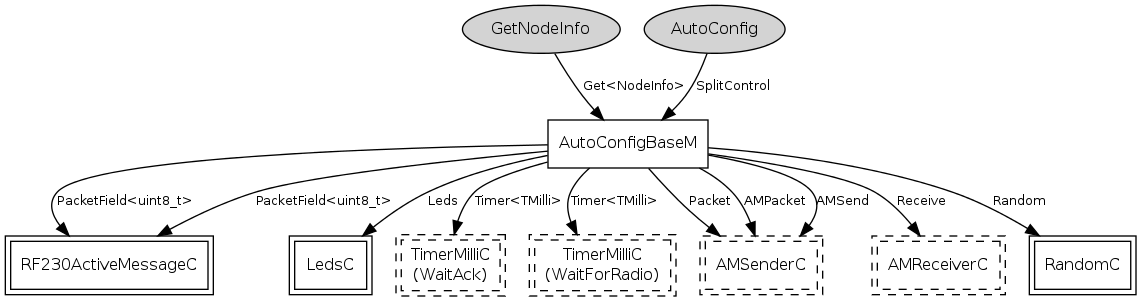 GetNodeInfo
AutoConfig
Get<NodeInfo>
SplitControl
AutoConfigBaseM
PacketField<uint8_t>
PacketField<uint8_t>
Leds
Timer<TMilli>
Timer<TMilli>
Packet
AMPacket
AMSend
Receive
Random
RF230ActiveMessageC
LedsC
TimerMilliC
(WaitAck)
TimerMilliC
(WaitForRadio)
AMSenderC
AMReceiverC
RandomC